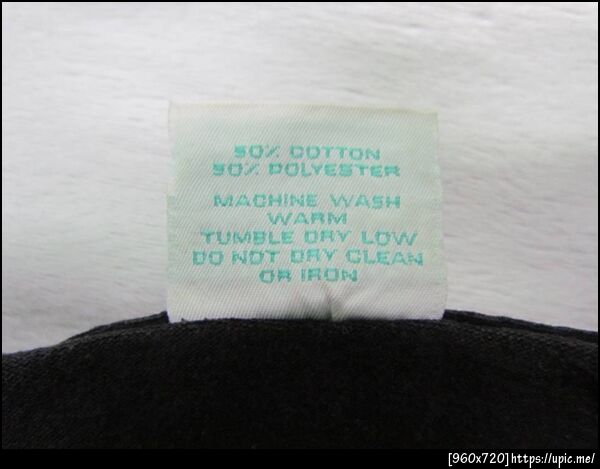 50% COTTON
50% POLYESTER
MACHINE WASH
WARM
TUMBLE DRY LOW
DO NOT DRY CLEAN
OR IRON
[960x720]https://upic.me/